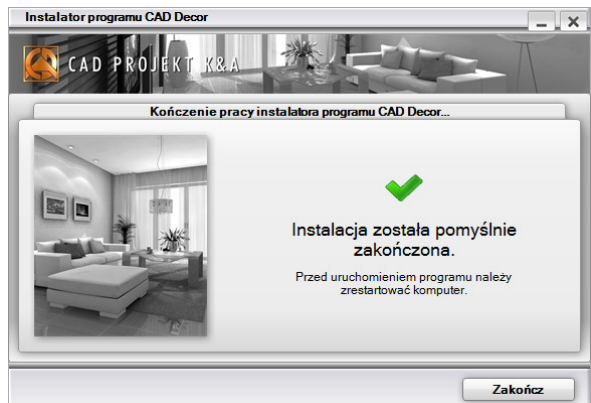 Instalator programu CAD Decor
CAD PROJEKT K&A
Kończenie pracy instalatora programu CAD Decor...
Instalacja została pomyślnie
zakończona.
Przed uruchomieniem programu należy
zrestartować komputer.
Zakończ